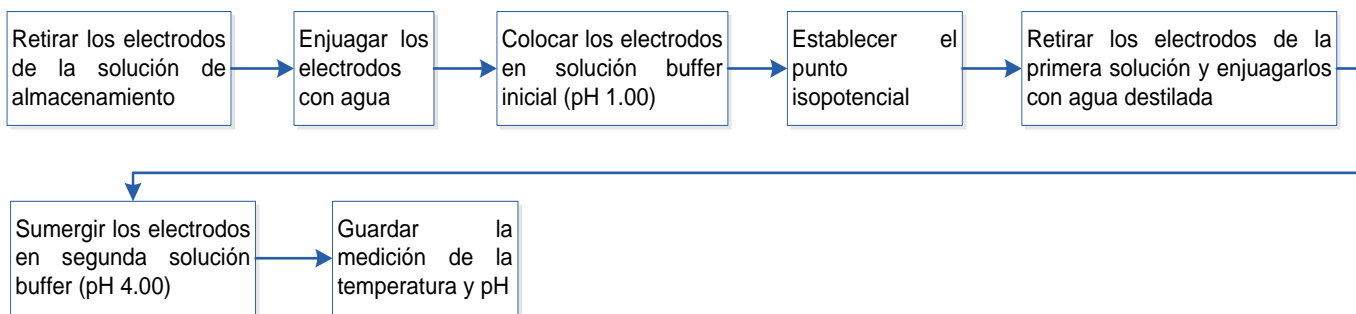 Retirar los electrodos
de la solución de
almacenamiento
Enjuagar los
electrodos
con agua
Colocar los electrodos
en solución buffer
inicial (pH 1.00)
Establecer el
punto
isopotencial
Retirar los electrodos de la
primera solución y enjuagarlos
con agua destilada
Sumergir los electrodos
en segunda solución
buffer (pH 4.00)
Guardar la
medición de la
temperatura y pH